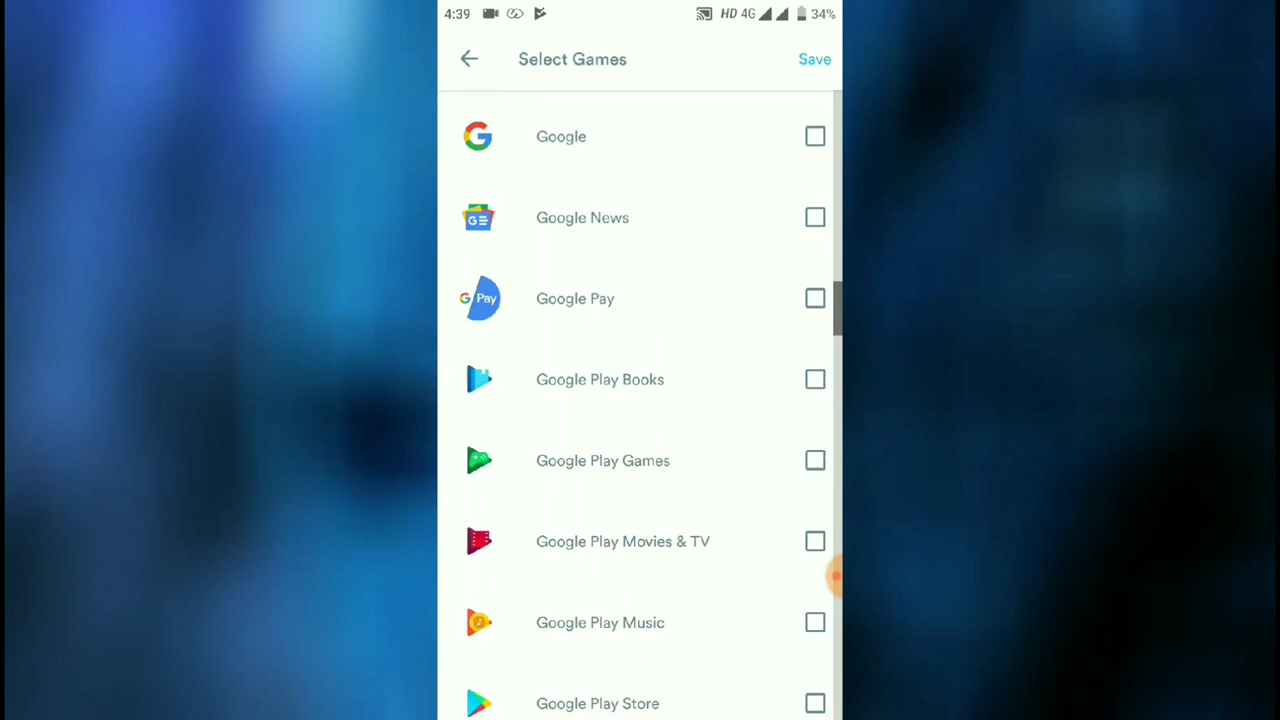 4:39 HD 4G 34%
Select Games Save
Google
G≡ Google News
G Pay Google Pay
Google Play Books
Google Play Games
Google Play Movies & TV
Google Play Music
Google Play Store